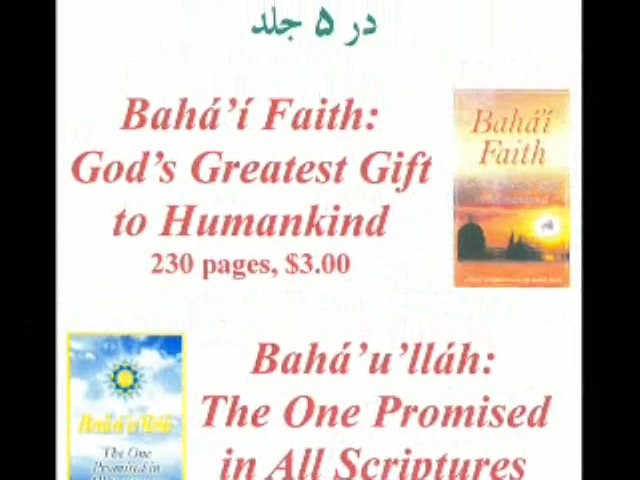 در ۵ جلد
Bahá’í Faith:
God’s Greatest Gift
to Humankind
230 pages, $3.00
Bahá’í
Faith
Bahá’u’lláh:
The One Promised
in All Scriptures
Bahá’u’lláh
The One
Promised in